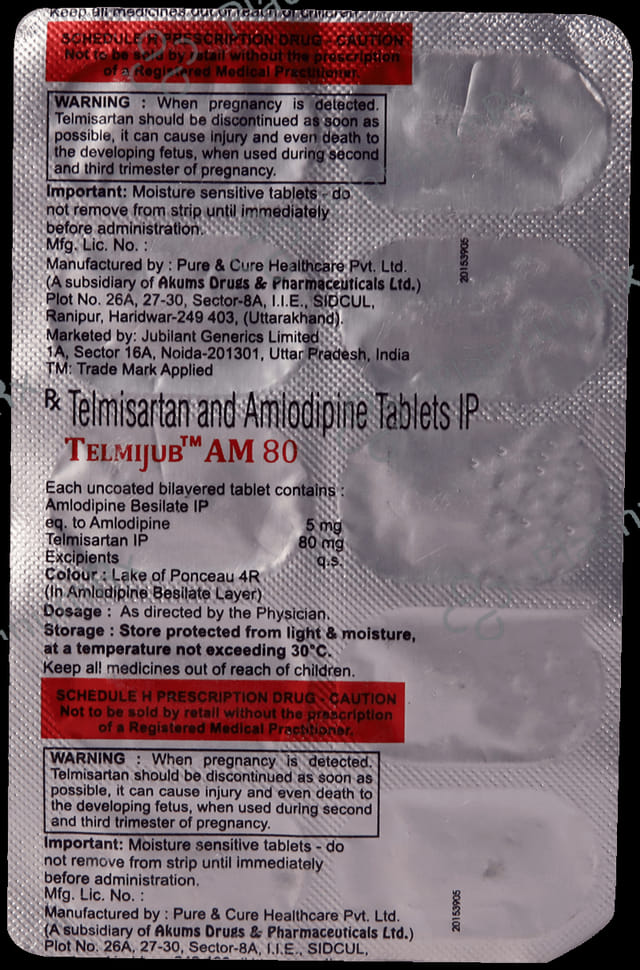 Keep all medicines out of reach of children.
SCHEDULE H PRESCRIPTION DRUG - CAUTION
Not to be sold by retail without the prescription
of a Registered Medical Practitioner.
WARNING : When pregnancy is detected.
Telmisartan should be discontinued as soon as
possible, it can cause injury and even death to
the developing fetus, when used during second
and third trimester of pregnancy.
Important: Moisture sensitive tablets - do
not remove from strip until immediately
before administration.
Mfg. Lic. No. :
Manufactured by : Pure & Cure Healthcare Pvt. Ltd.
(A subsidiary of Akums Drugs & Pharmaceuticals Ltd.)
Plot No. 26A, 27-30, Sector-8A, I.I.E., SIDCUL,
Ranipur, Haridwar-249 403, (Uttarakhand).
Marketed by: Jubilant Generics Limited
1A, Sector 16A, Noida-201301, Uttar Pradesh, India
TM: Trade Mark Applied
20153905
Rx Telmisartan and Amlodipine Tablets IP
TELMIJUB™ AM 80
Each uncoated bilayered tablet contains :
Amlodipine Besilate IP
eq. to Amlodipine 5 mg
Telmisartan IP 80 mg
Excipients q.s.
Colour : Lake of Ponceau 4R
(In Amlodipine Besilate Layer)
Dosage : As directed by the Physician.
Storage : Store protected from light & moisture,
at a temperature not exceeding 30°C.
Keep all medicines out of reach of children.
SCHEDULE H PRESCRIPTION DRUG - CAUTION
Not to be sold by retail without the prescription
of a Registered Medical Practitioner.
WARNING : When pregnancy is detected.
Telmisartan should be discontinued as soon as
possible, it can cause injury and even death to
the developing fetus, when used during second
and third trimester of pregnancy.
Important: Moisture sensitive tablets - do
not remove from strip until immediately
before administration.
Mfg. Lic. No. :
Manufactured by : Pure & Cure Healthcare Pvt. Ltd.
(A subsidiary of Akums Drugs & Pharmaceuticals Ltd.)
Plot No. 26A, 27-30, Sector-8A, I.I.E., SIDCUL,
20153905